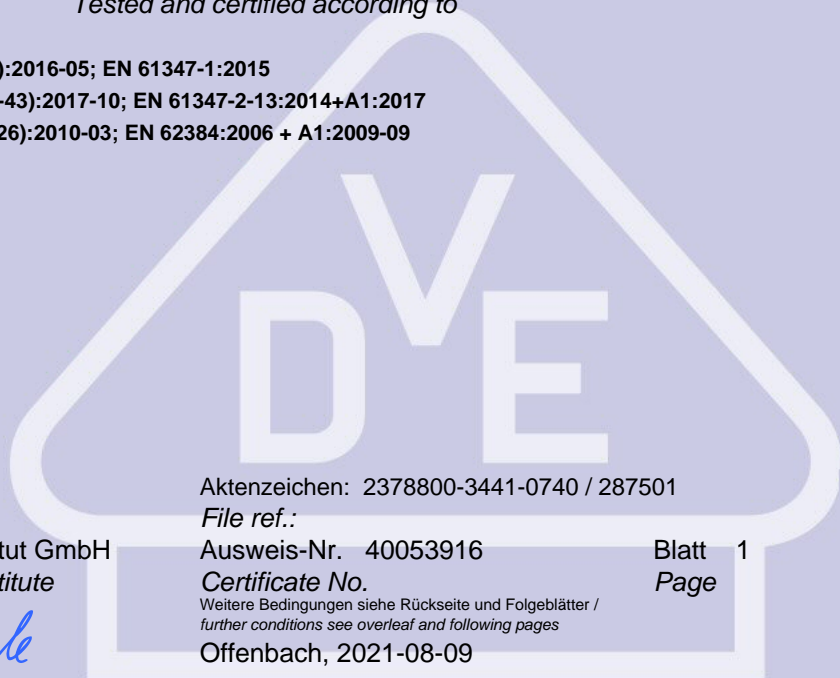 Tested and certified according to
):2016-05; EN 61347-1:2015
-43):2017-10; EN 61347-2-13:2014+A1:2017
26):2010-03; EN 62384:2006 + A1:2009-09
VDE
Aktenzeichen: 2378800-3441-0740 / 287501
File ref.:
tut GmbH Ausweis-Nr. 40053916 Blatt 1
titute Certificate No. Page
Weitere Bedingungen siehe Rückseite und Folgeblätter /
further conditions see overleaf and following pages
Offenbach, 2021-08-09